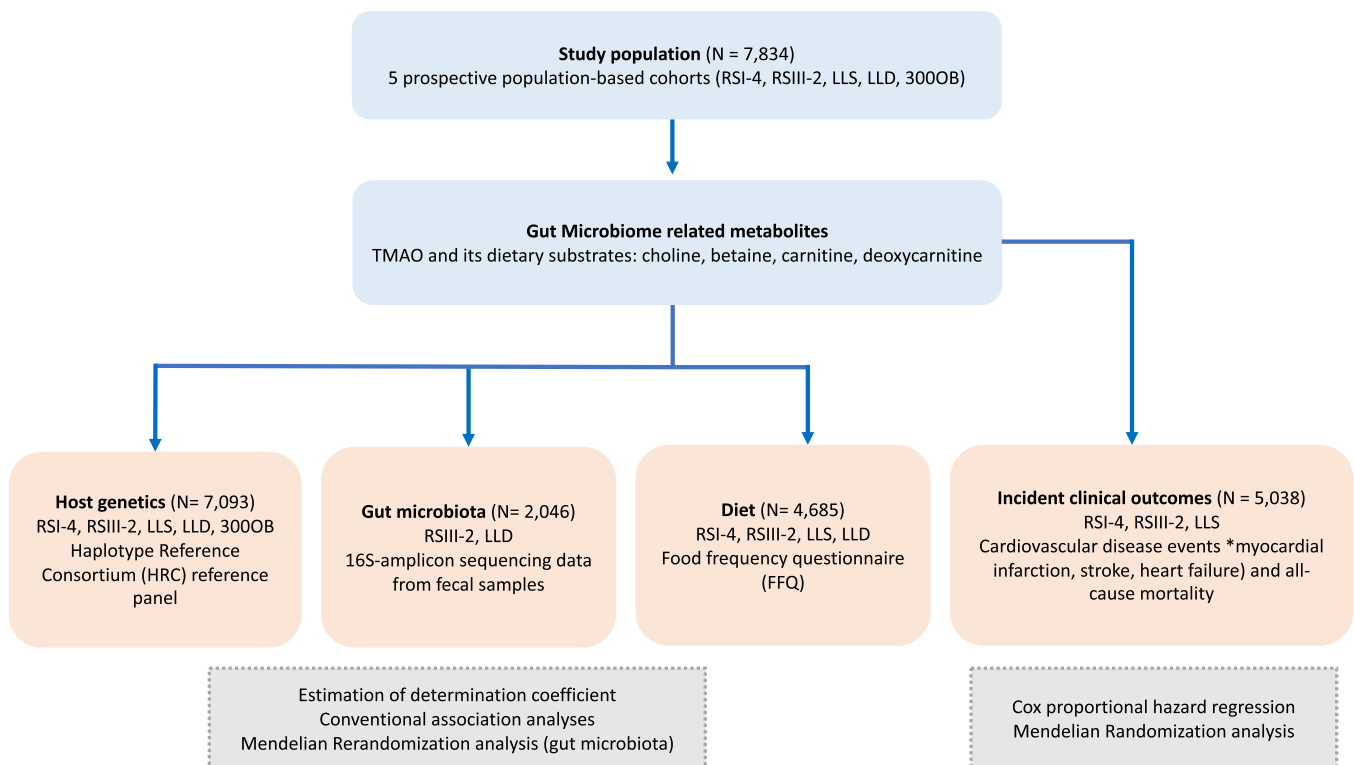 Study population (N = 7,834)
5 prospective population-based cohorts (RSI-4, RSIII-2, LLS, LLD, 300OB)
Gut Microbiome related metabolites
TMAO and its dietary substrates: choline, betaine, carnitine, deoxycarnitine
Host genetics (N= 7,093)
RSI-4, RSIII-2, LLS, LLD, 300OB
Haplotype Reference
Consortium (HRC) reference
panel
Gut microbiota (N= 2,046)
RSIII-2, LLD
16S-amplicon sequencing data
from fecal samples
Diet (N= 4,685)
RSI-4, RSIII-2, LLS, LLD
Food frequency questionnaire
(FFQ)
Incident clinical outcomes (N = 5,038)
RSI-4, RSIII-2, LLS
Cardiovascular disease events *myocardial
infarction, stroke, heart failure) and all-
cause mortality
Estimation of determination coefficient
Conventional association analyses
Mendelian Rerandomization analysis (gut microbiota)
Cox proportional hazard regression
Mendelian Randomization analysis